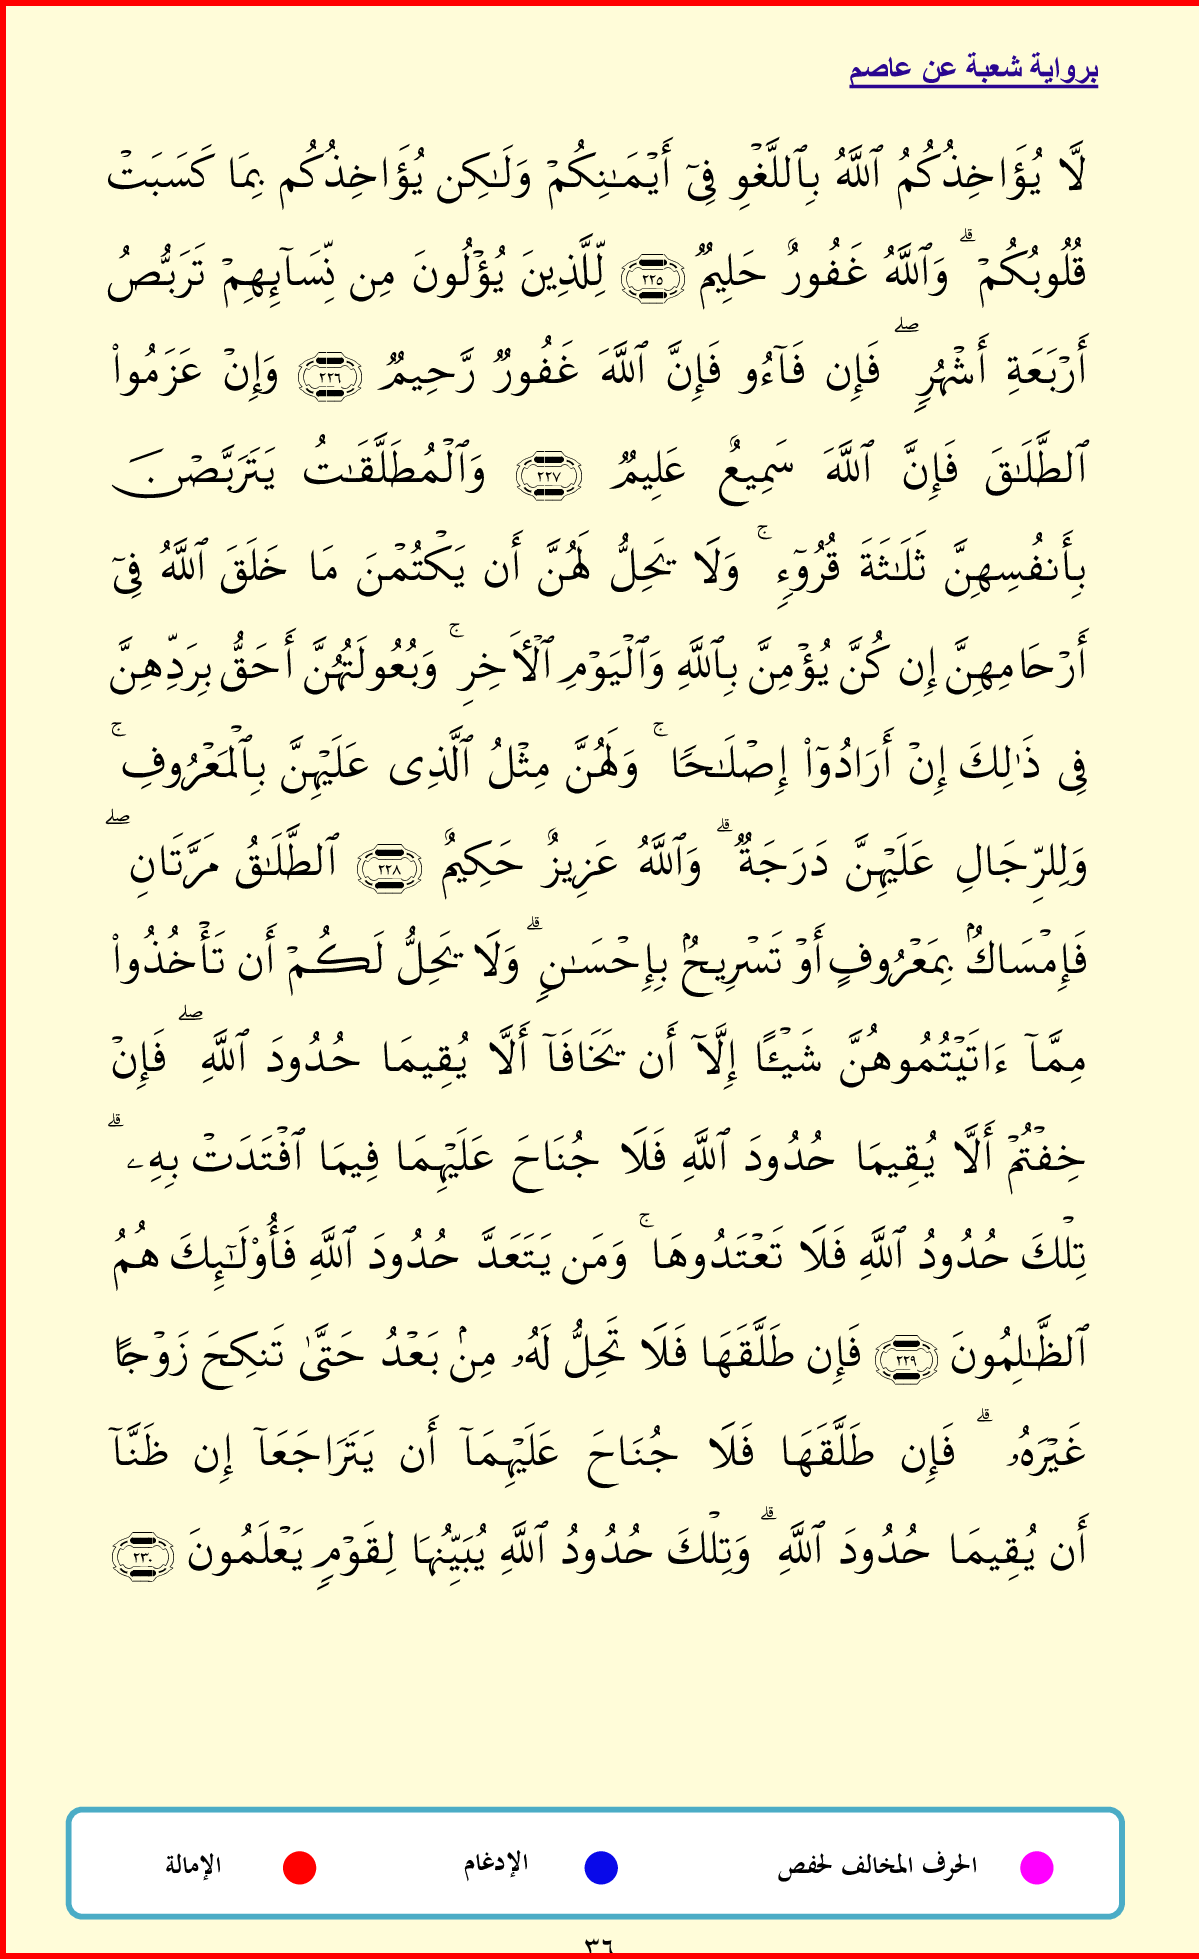 برواية شعبة عن عاصم
لَّا يُؤَاخِذُكُمُ ٱللَّهُ بِٱللَّغْوِ فِىٓ أَيْمَـٰنِكُمْ وَلَـٰكِن يُؤَاخِذُكُم بِمَا كَسَبَتْ
قُلُوبُكُمْ ۗ وَٱللَّهُ غَفُورٌ حَلِيمٌ ٢٢٥ لِّلَّذِينَ يُؤْلُونَ مِن نِّسَآئِهِمْ تَرَبُّصُ
أَرْبَعَةِ أَشْهُرٍ ۖ فَإِن فَآءُو فَإِنَّ ٱللَّهَ غَفُورٌ رَّحِيمٌ ٢٢٦ وَإِنْ عَزَمُوا۟
ٱلطَّلَـٰقَ فَإِنَّ ٱللَّهَ سَمِيعٌ عَلِيمٌ ٢٢٧ وَٱلْمُطَلَّقَـٰتُ يَتَرَبَّصْنَ
بِأَنفُسِهِنَّ ثَلَـٰثَةَ قُرُوٓءٍ ۚ وَلَا يَحِلُّ لَهُنَّ أَن يَكْتُمْنَ مَا خَلَقَ ٱللَّهُ فِىٓ
أَرْحَامِهِنَّ إِن كُنَّ يُؤْمِنَّ بِٱللَّهِ وَٱلْيَوْمِ ٱلْـَٔاخِرِ ۚ وَبُعُولَتُهُنَّ أَحَقُّ بِرَدِّهِنَّ
فِى ذَٰلِكَ إِنْ أَرَادُوٓا۟ إِصْلَـٰحًا ۚ وَلَهُنَّ مِثْلُ ٱلَّذِى عَلَيْهِنَّ بِٱلْمَعْرُوفِ ۚ
وَلِلرِّجَالِ عَلَيْهِنَّ دَرَجَةٌ ۗ وَٱللَّهُ عَزِيزٌ حَكِيمٌ ٢٢٨ ٱلطَّلَـٰقُ مَرَّتَانِ ۖ
فَإِمْسَاكٌۢ بِمَعْرُوفٍ أَوْ تَسْرِيحٌۢ بِإِحْسَـٰنٍ ۗ وَلَا يَحِلُّ لَكُمْ أَن تَأْخُذُوا۟
مِمَّآ ءَاتَيْتُمُوهُنَّ شَيْـًٔا إِلَّآ أَن يَخَافَآ أَلَّا يُقِيمَا حُدُودَ ٱللَّهِ ۖ فَإِنْ
خِفْتُمْ أَلَّا يُقِيمَا حُدُودَ ٱللَّهِ فَلَا جُنَاحَ عَلَيْهِمَا فِيمَا ٱفْتَدَتْ بِهِۦ ۗ
تِلْكَ حُدُودُ ٱللَّهِ فَلَا تَعْتَدُوهَا ۚ وَمَن يَتَعَدَّ حُدُودَ ٱللَّهِ فَأُو۟لَـٰٓئِكَ هُمُ
ٱلظَّـٰلِمُونَ ٢٢٩ فَإِن طَلَّقَهَا فَلَا تَحِلُّ لَهُۥ مِنۢ بَعْدُ حَتَّىٰ تَنكِحَ زَوْجًا
غَيْرَهُۥ ۗ فَإِن طَلَّقَهَا فَلَا جُنَاحَ عَلَيْهِمَآ أَن يَتَرَاجَعَآ إِن ظَنَّآ
أَن يُقِيمَا حُدُودَ ٱللَّهِ ۗ وَتِلْكَ حُدُودُ ٱللَّهِ يُبَيِّنُهَا لِقَوْمٍ يَعْلَمُونَ ٢٣٠
الحرف المخالف لحفص الإدغام الإمالة
٣٦